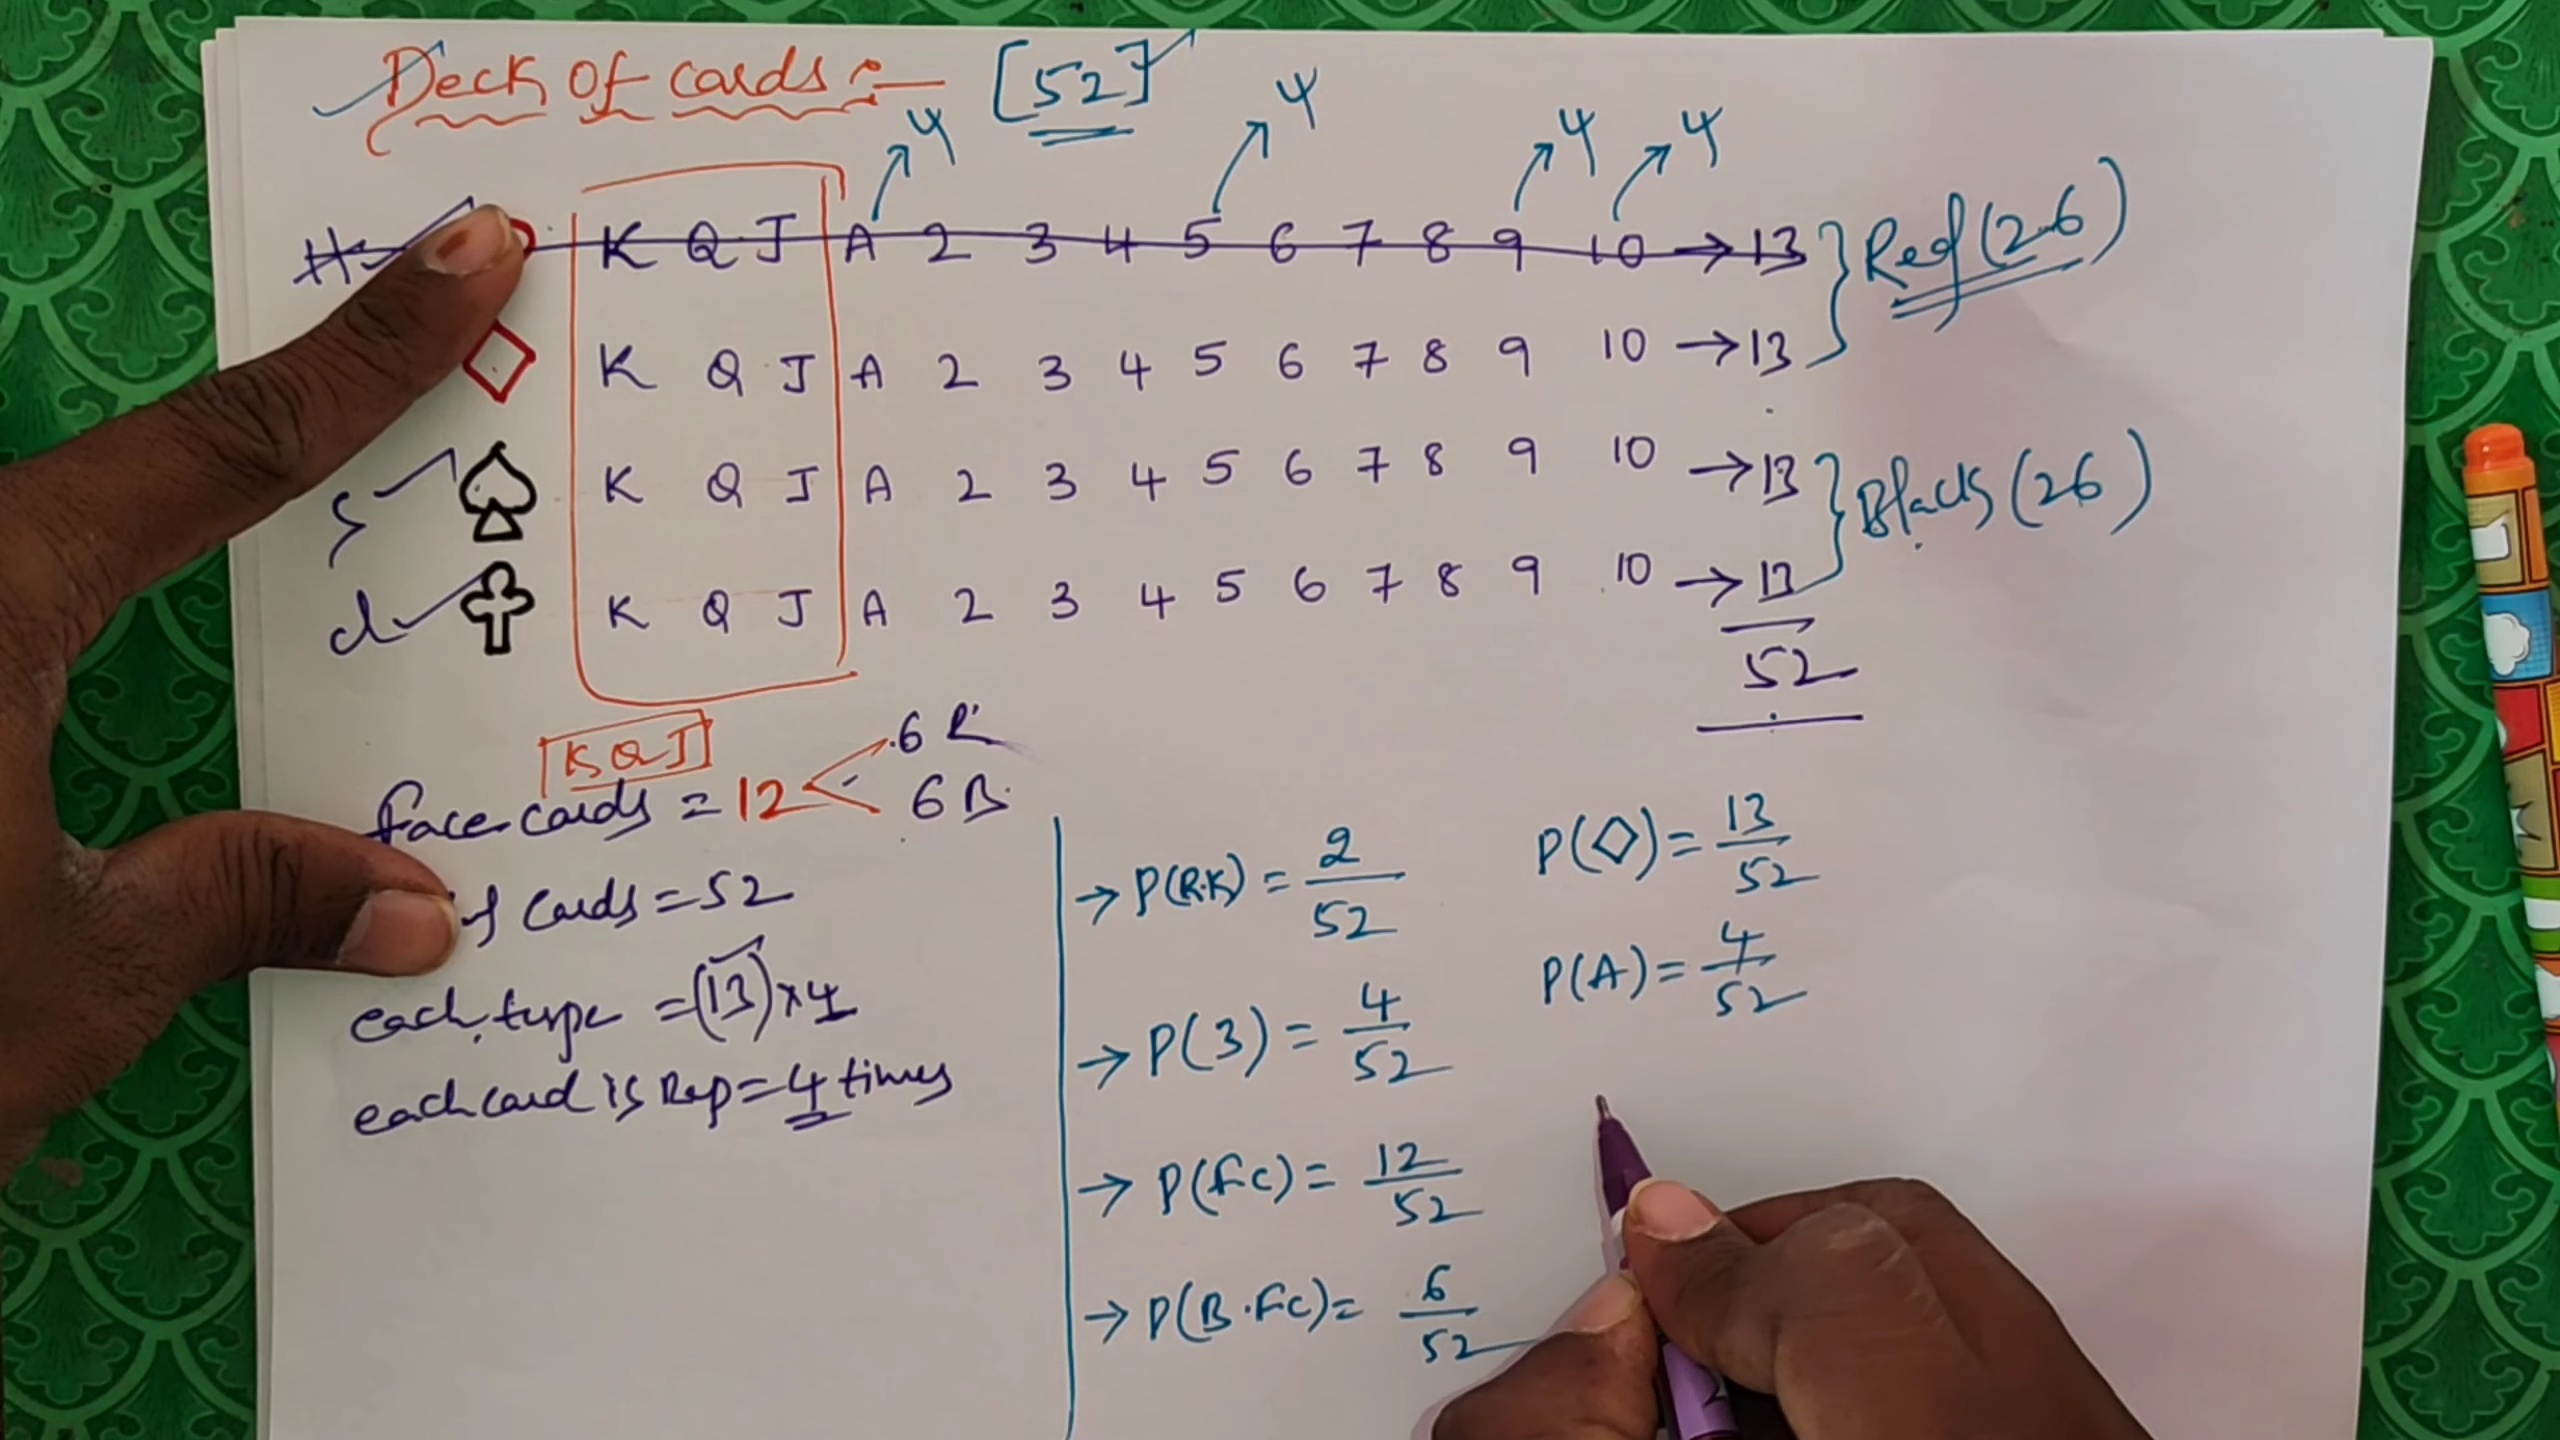 Deck of cards :- [52]
4 4 4 4
H K Q J A 2 3 4 5 6 7 8 9 10 → 13 } Red (26)
K Q J A 2 3 4 5 6 7 8 9 10 → 13
S K Q J A 2 3 4 5 6 7 8 9 10 → 13 } Black (26)
K Q J A 2 3 4 5 6 7 8 9 10 → 13
52
K Q J
face cards = 12 < 6 R
6 B
of cards = 52
each type = (13) x 4
each card is Rep = 4 times
→ P(R.K) = 2/52
→ P(3) = 4/52
→ P(F.C) = 12/52
→ P(B.FC) = 6/52
P(◇) = 13/52
P(A) = 4/52